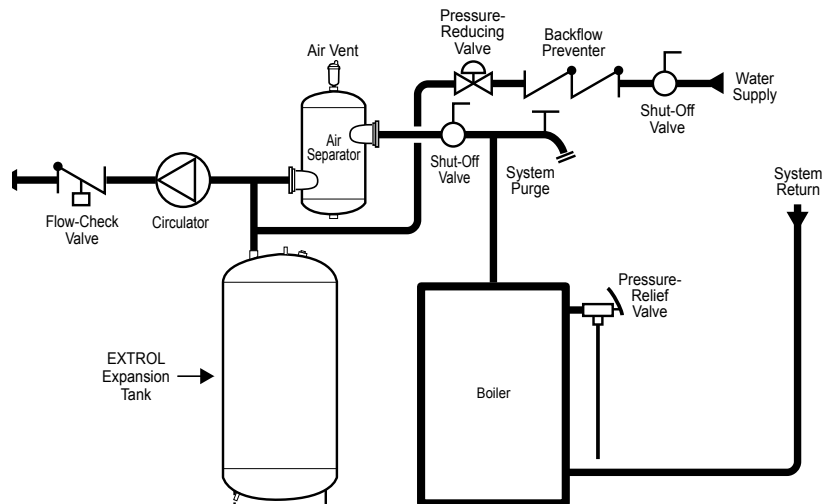 Pressure-
Reducing
Valve
Backflow
Preventer
Air Vent
Water
Supply
Shut-Off
Valve
Air
Separator
Shut-Off
Valve
System
Purge
System
Return
Flow-Check
Valve
Circulator
Pressure-
Relief
Valve
EXTROL
Expansion
Tank
Boiler